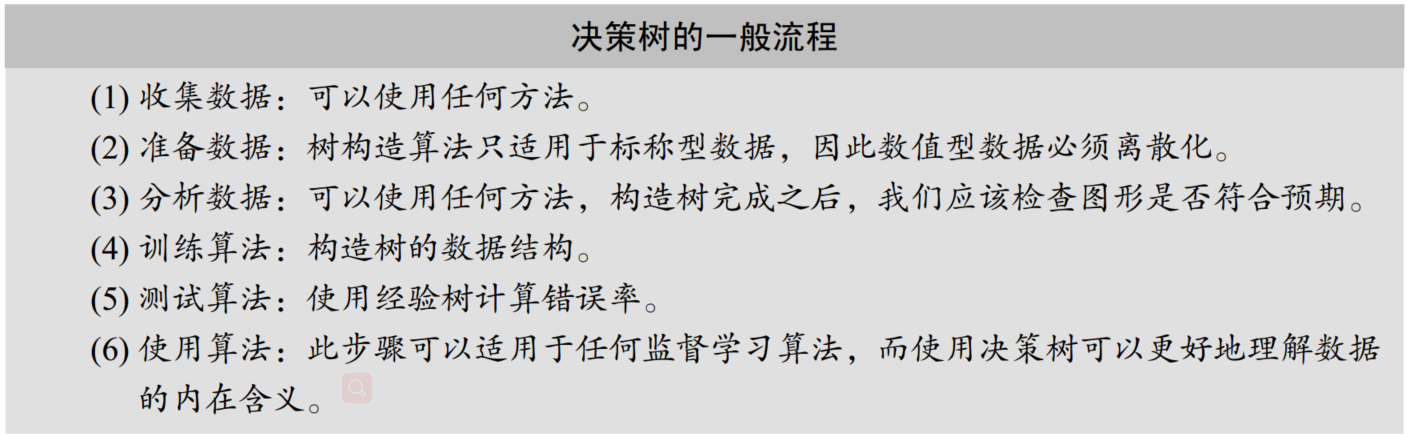 决策树的一般流程
(1) 收集数据：可以使用任何方法。
(2) 准备数据：树构造算法只适用于标称型数据，因此数值型数据必须离散化。
(3) 分析数据：可以使用任何方法，构造树完成之后，我们应该检查图形是否符合预期。
(4) 训练算法：构造树的数据结构。
(5) 测试算法：使用经验树计算错误率。
(6) 使用算法：此步骤可以适用于任何监督学习算法，而使用决策树可以更好地理解数据
的内在含义。